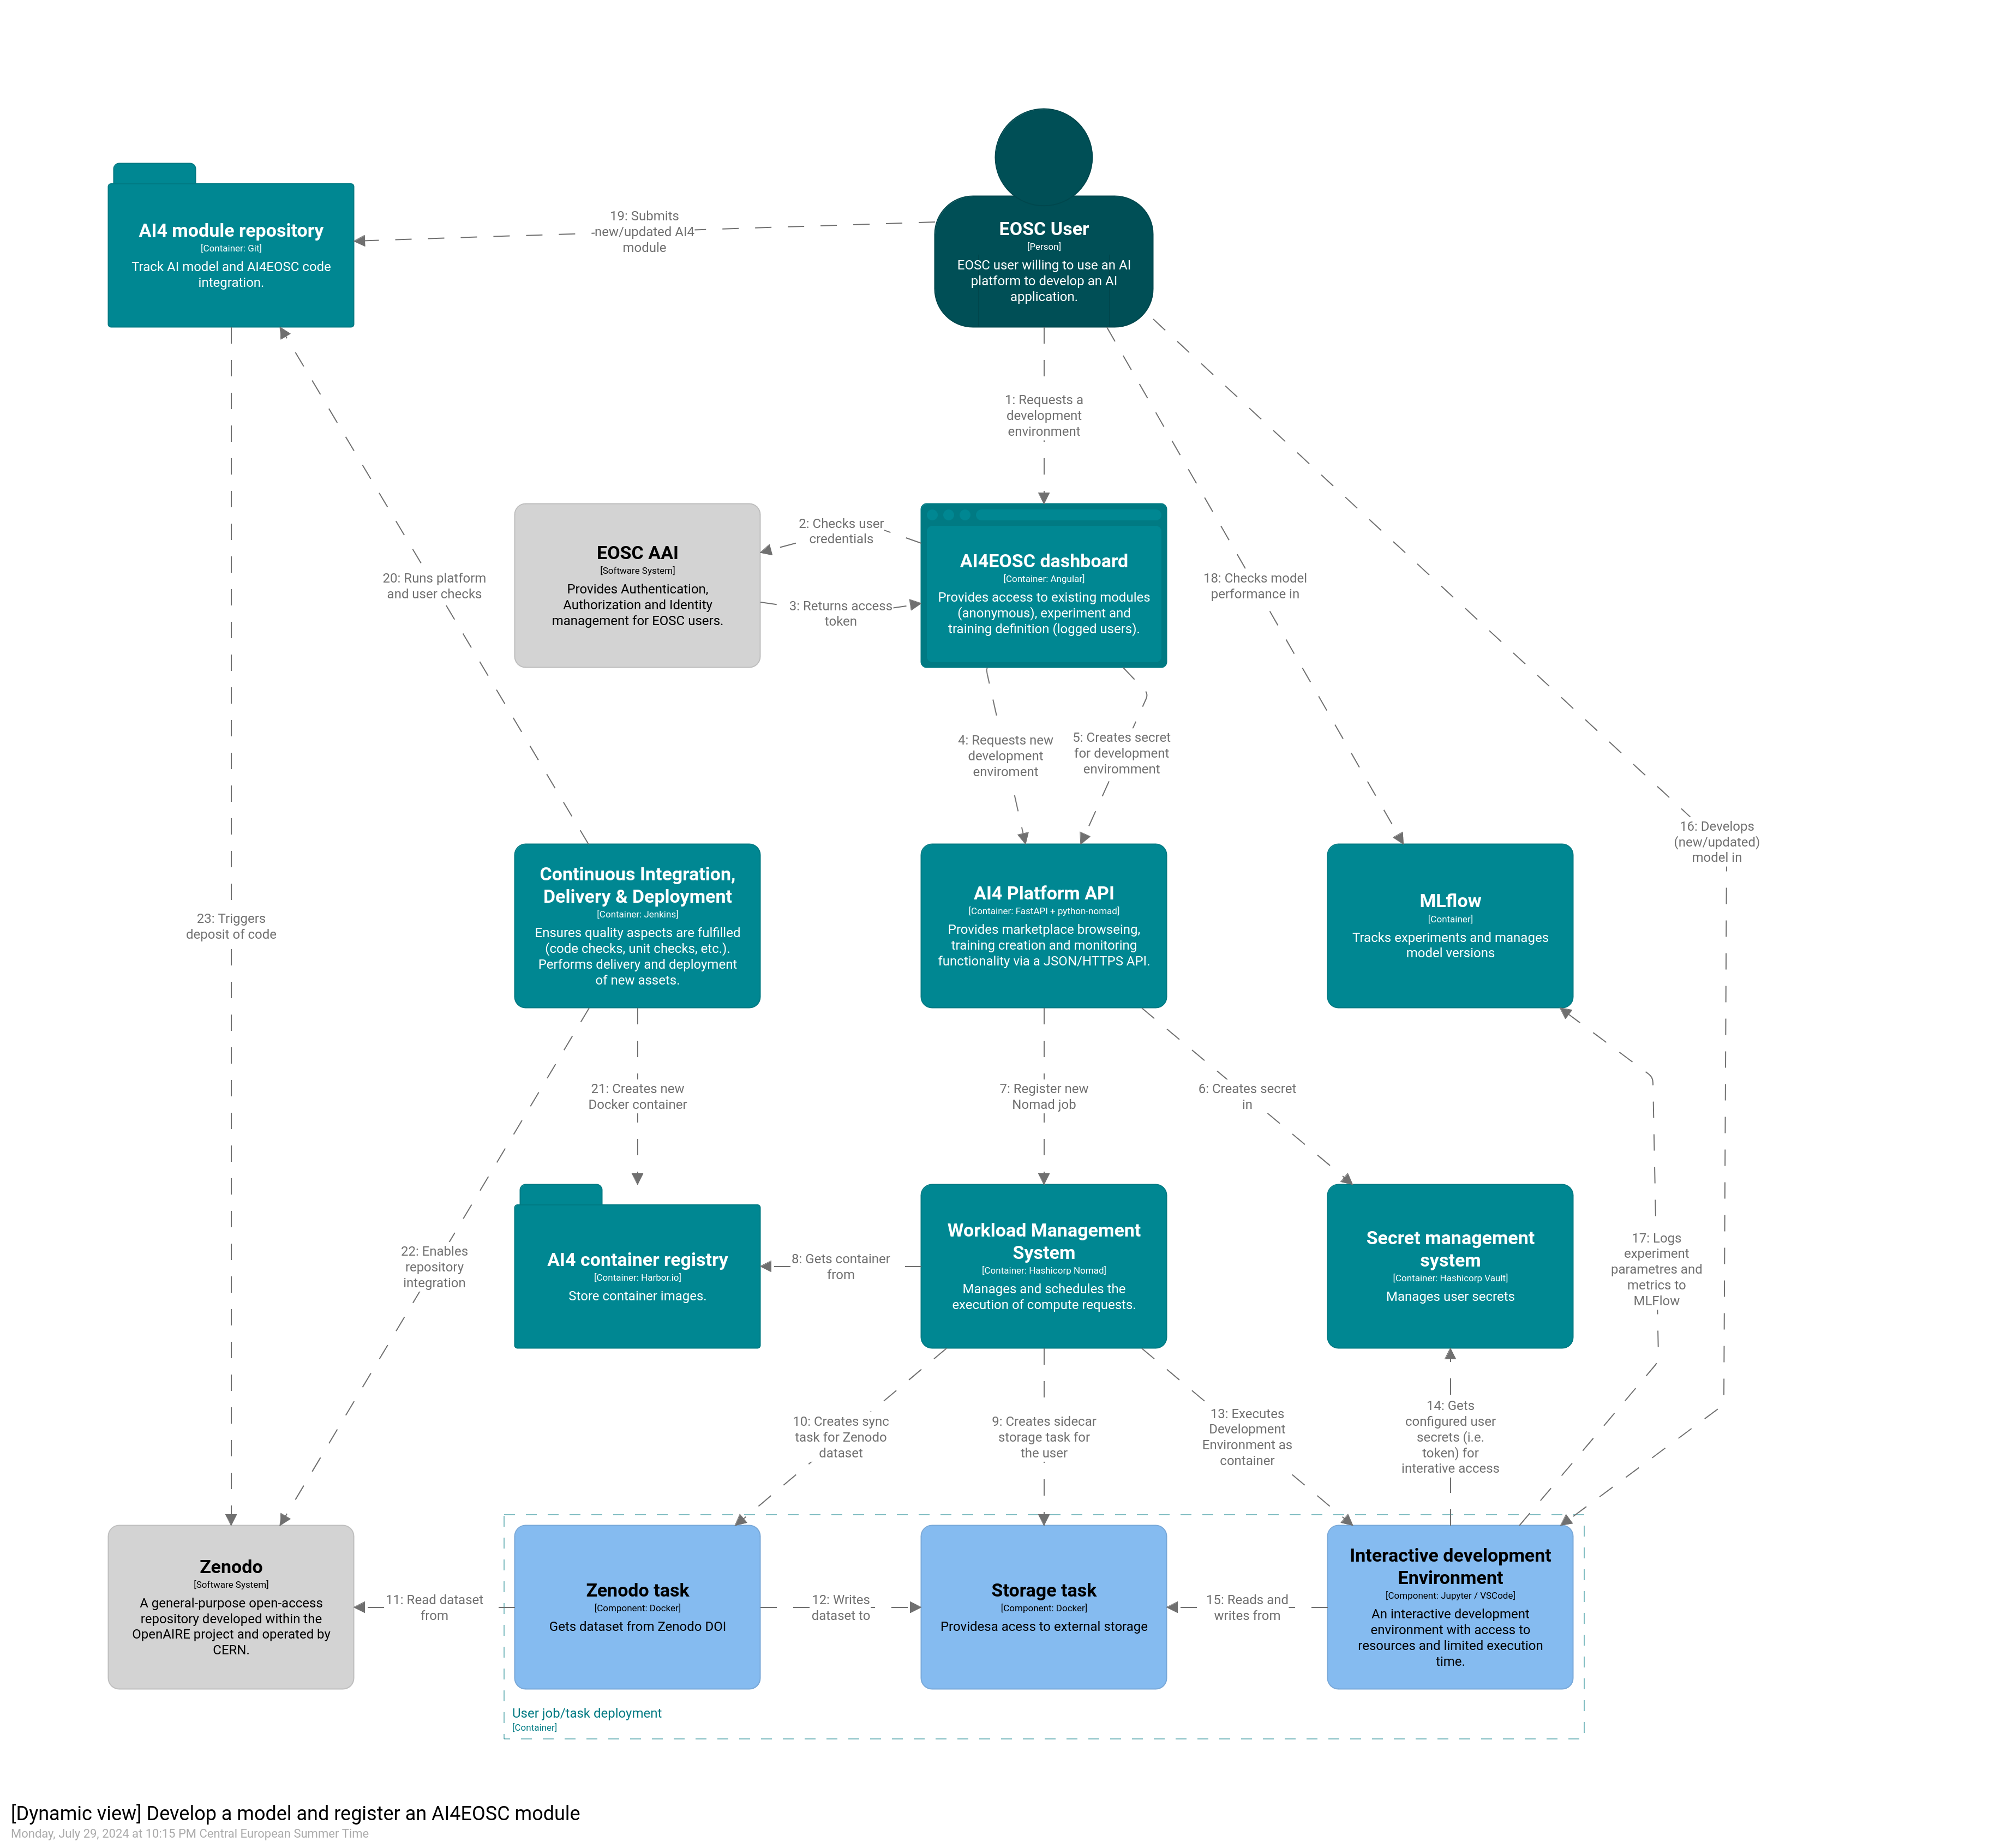 EOSC User
[Person]
EOSC user willing to use an AI
platform to develop an AI
application.
AI4 module repository
[Container: Git]
Track AI model and AI4EOSC code
integration.
19: Submits
-new/updated AI4
module
1: Requests a
development
environment
EOSC AAI
[Software System]
Provides Authentication,
Authorization and Identity
management for EOSC users.
2: Checks user
credentials
3: Returns access
token
AI4EOSC dashboard
[Container: Angular]
Provides access to existing modules
(anonymous), experiment and
training definition (logged users).
20: Runs platform
and user checks
18: Checks model
performance in
4: Requests new
development
enviroment
5: Creates secret
for development
enviromment
16: Develops
(new/updated)
model in
23: Triggers
deposit of code
Continuous Integration,
Delivery & Deployment
[Container: Jenkins]
Ensures quality aspects are fulfilled
(code checks, unit checks, etc.).
Performs delivery and deployment
of new assets.
AI4 Platform API
[Container: FastAPI + python-nomad]
Provides marketplace browseing,
training creation and monitoring
functionality via a JSON/HTTPS API.
MLflow
[Container]
Tracks experiments and manages
model versions
21: Creates new
Docker container
7: Register new
Nomad job
6: Creates secret
in
22: Enables
repository
integration
AI4 container registry
[Container: Harbor.io]
Store container images.
8: Gets container
from
Workload Management
System
[Container: Hashicorp Nomad]
Manages and schedules the
execution of compute requests.
Secret management
system
[Container: Hashicorp Vault]
Manages user secrets
17: Logs
experiment
parametres and
metrics to
MLFlow
10: Creates sync
task for Zenodo
dataset
9: Creates sidecar
storage task for
the user
13: Executes
Development
Environment as
container
14: Gets
configured user
secrets (i.e.
token) for
interative access
Zenodo
[Software System]
A general-purpose open-access
repository developed within the
OpenAIRE project and operated by
CERN.
11: Read dataset
from
Zenodo task
[Component: Docker]
Gets dataset from Zenodo DOI
12: Writes
dataset to
Storage task
[Component: Docker]
Providesa acess to external storage
15: Reads and
writes from
Interactive development
Environment
[Component: Jupyter / VSCode]
An interactive development
environment with access to
resources and limited execution
time.
User job/task deployment
[Container]
[Dynamic view] Develop a model and register an AI4EOSC module
Monday, July 29, 2024 at 10:15 PM Central European Summer Time